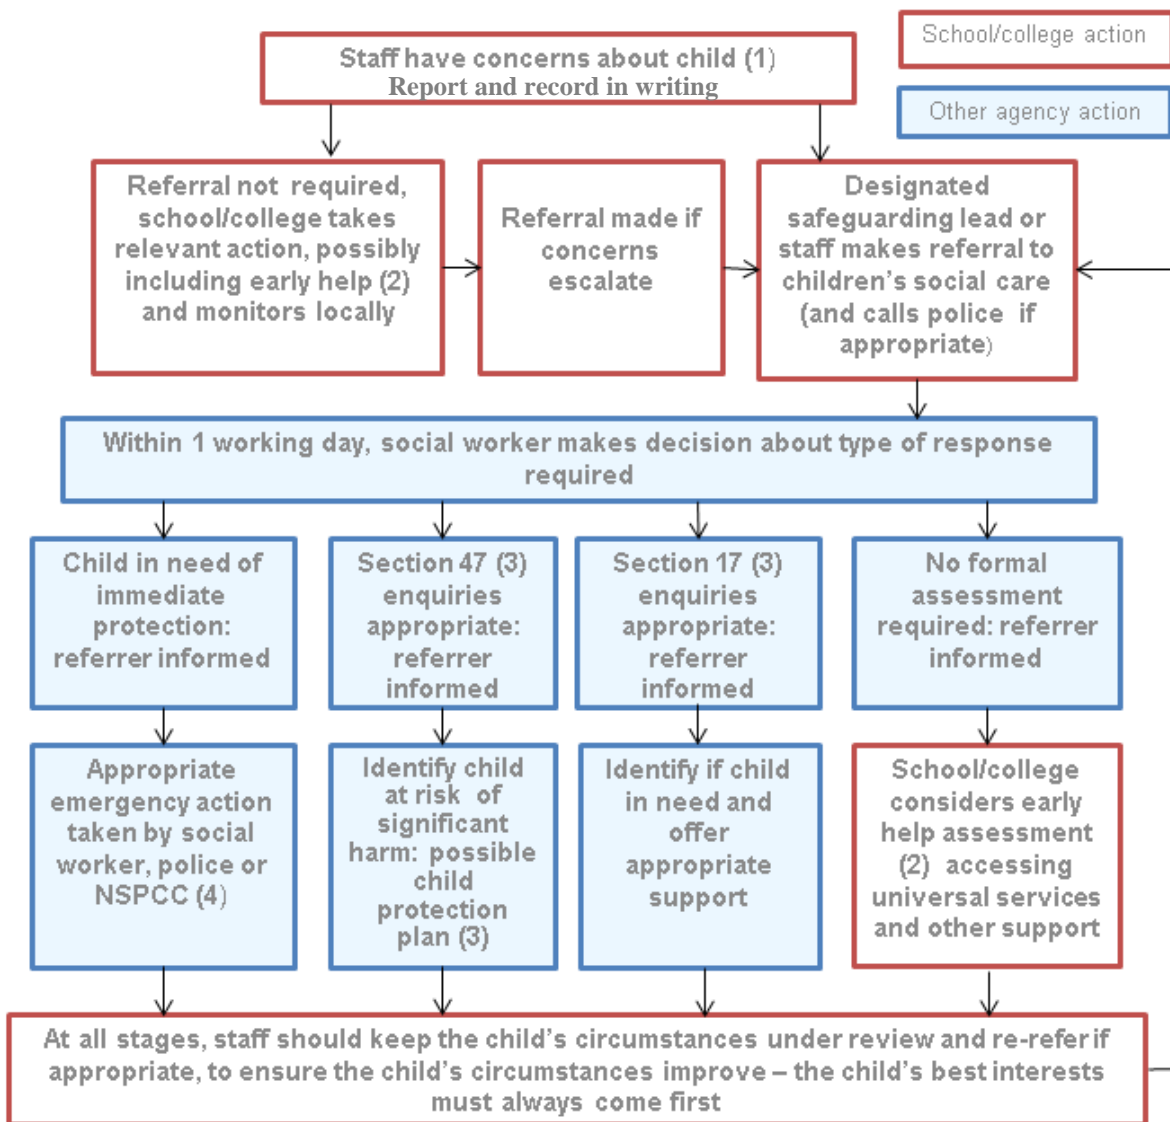 School/college action
Staff have concerns about child (1)
Report and record in writing
Other agency action
Referral not required,
school/college takes
relevant action, possibly
including early help (2)
and monitors locally
Referral made if
concerns
escalate
Designated
safeguarding lead or
staff makes referral to
children’s social care
(and calls police if
appropriate)
Within 1 working day, social worker makes decision about type of response
required
Child in need of
immediate
protection:
referrer informed
Section 47 (3)
enquiries
appropriate:
referrer
informed
Section 17 (3)
enquiries
appropriate:
referrer
informed
No formal
assessment
required: referrer
informed
Appropriate
emergency action
taken by social
worker, police or
NSPCC (4)
Identify child
at risk of
significant
harm: possible
child
protection
plan (3)
Identify if child
in need and
offer
appropriate
support
School/college
considers early
help assessment
(2) accessing
universal services
and other support
At all stages, staff should keep the child’s circumstances under review and re-refer if
appropriate, to ensure the child’s circumstances improve – the child’s best interests
must always come first